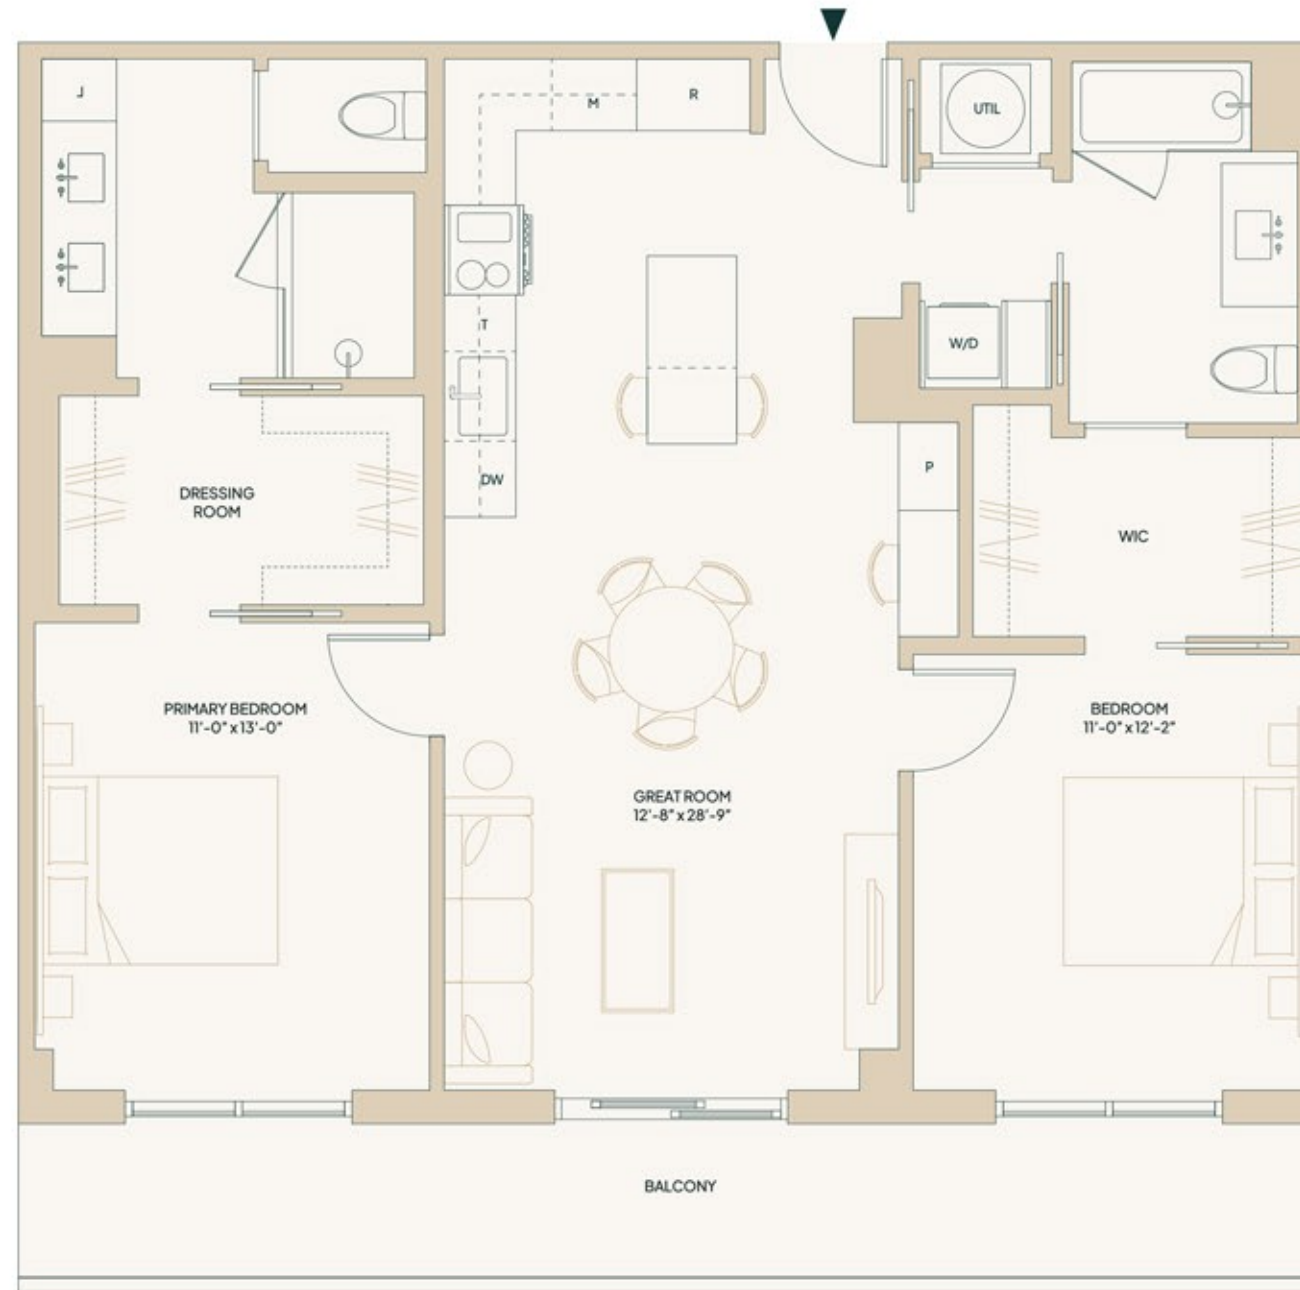 J
M
R
UTIL
T
W/D
DW
P
DRESSING
ROOM
WIC
PRIMARY BEDROOM
11'-0" x 13'-0"
BEDROOM
11'-0" x 12'-2"
GREAT ROOM
12'-8" x 28'-9"
BALCONY